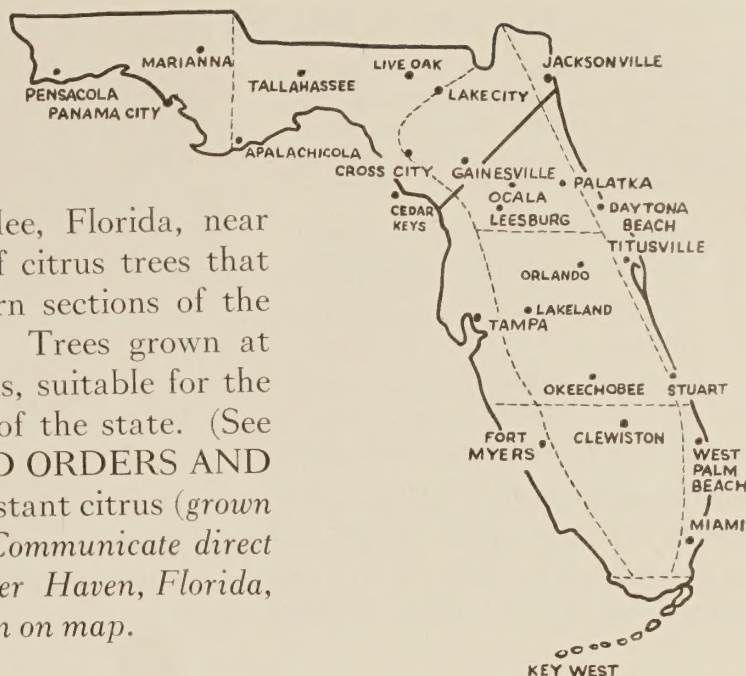 MARIANNA
LIVE OAK
JACKSONVILLE
PENSACOLA
TALLAHASSEE
LAKE CITY
PANAMA CITY
APALACHICOLA
CROSS CITY
GAINESVILLE
PALATKA
OCALA
CEDAR
KEYS
LEESBURG
DAYTONA
BEACH
TITUSVILLE
ORLANDO
LAKELAND
TAMPA
OKEECHOBEE
STUART
FORT
MYERS
CLEWISTON
WEST
PALM
BEACH
MIAMI
KEY WEST
lee, Florida, near
f citrus trees that
rn sections of the
Trees grown at
s, suitable for the
of the state. (See
D ORDERS AND
stant citrus (grown
Communicate direct
er Haven, Florida,
n on map.